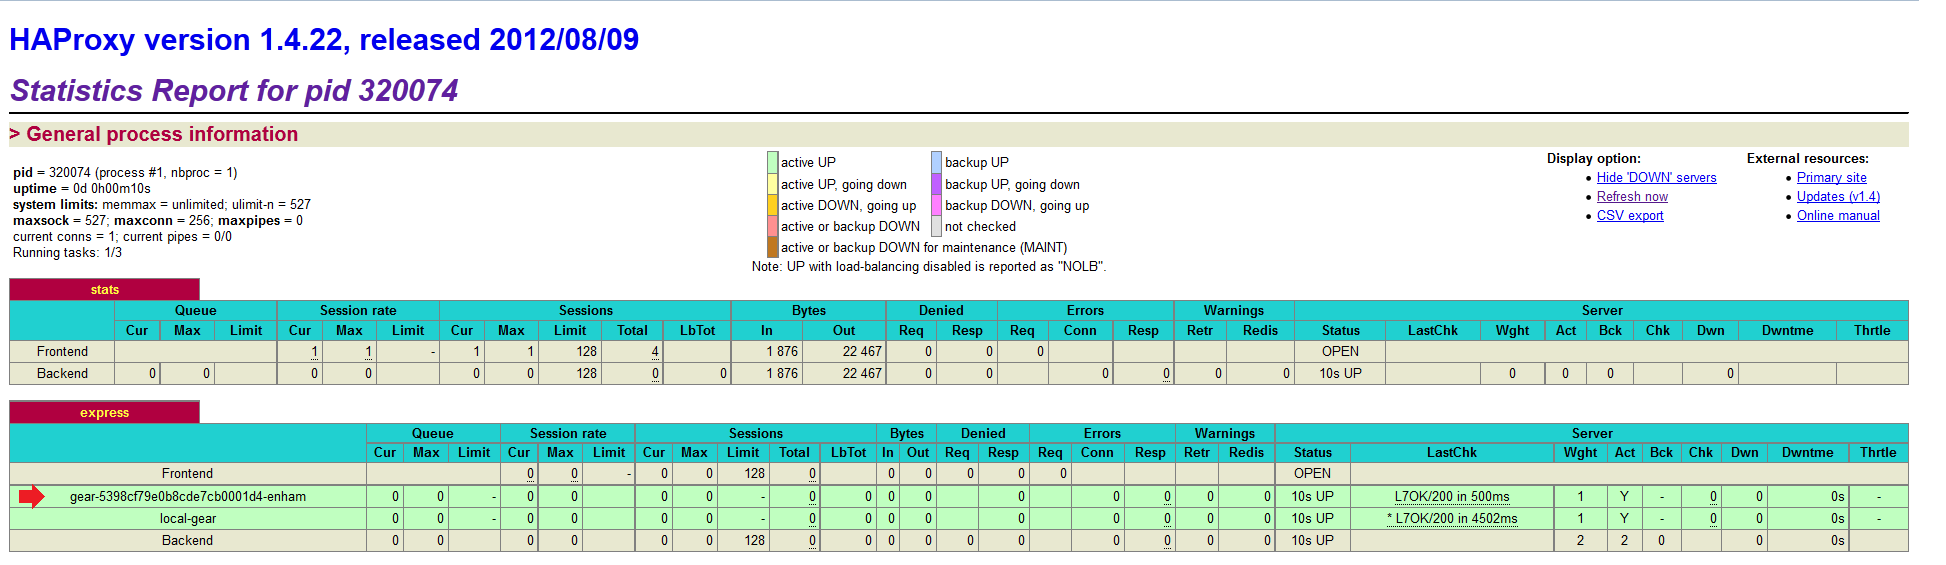 HAProxy version 1.4.22, released 2012/08/09
Statistics Report for pid 320074
> General process information
pid = 320074 (process #1, nbproc = 1)
uptime = 0d 0h00m10s
system limits: memmax = unlimited; ulimit-n = 527
maxsock = 527; maxconn = 256; maxpipes = 0
current conns = 1; current pipes = 0/0
Running tasks: 1/3
active UP backup UP
active UP, going down backup UP, going down
active DOWN, going up backup DOWN, going up
active or backup DOWN not checked
active or backup DOWN for maintenance (MAINT)
Note: UP with load-balancing disabled is reported as "NOLB".
Display option:
Hide 'DOWN' servers
Refresh now
CSV export
External resources:
Primary site
Updates (v1.4)
Online manual
stats
Queue Session rate Sessions Bytes Denied Errors Warnings Server
Cur Max Limit Cur Max Limit Cur Max Limit Total LbTot In Out Req Resp Req Conn Resp Retr Redis Status LastChk Wght Act Bck Chk Dwn Dwntme Thrtle
Frontend 1 1 - 1 1 128 4 1 876 22 467 0 0 0 OPEN
Backend 0 0 0 0 0 0 128 0 0 1 876 22 467 0 0 0 0 0 0 10s UP 0 0 0 0
express
Queue Session rate Sessions Bytes Denied Errors Warnings Server
Cur Max Limit Cur Max Limit Cur Max Limit Total LbTot In Out Req Resp Req Conn Resp Retr Redis Status LastChk Wght Act Bck Chk Dwn Dwntme Thrtle
Frontend 0 0 - 0 0 128 0 0 0 0 0 0 OPEN
gear-5398cf79e0b8cde7cb0001d4-enham 0 0 - 0 0 0 0 - 0 0 0 0 0 0 0 0 0 10s UP L7OK/200 in 500ms 1 Y - 0 0 0s -
local-gear 0 0 - 0 0 0 0 - 0 0 0 0 0 0 0 0 0 10s UP * L7OK/200 in 4502ms 1 Y - 0 0 0s -
Backend 0 0 0 0 0 0 128 0 0 0 0 0 0 0 0 0 0 10s UP 2 2 0 0 0s